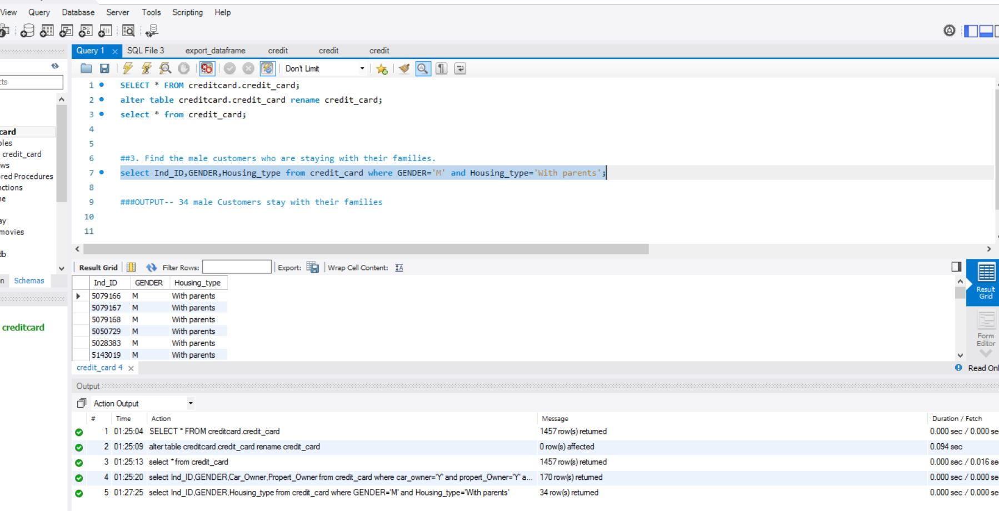 View Query Database Server Tools Scripting Help
Query 1 SQL File 3 export_dataframe credit credit credit
Don't Limit
cts
card
bles
credit_card
ws
red Procedures
nctions
ne
ay
movies
db
n Schemas
creditcard
1 SELECT * FROM creditcard.credit_card;
2 alter table creditcard.credit_card rename credit_card;
3 select * from credit_card;
4
5
6 ##3. Find the male customers who are staying with their families.
7 select Ind_ID,GENDER,Housing_type from credit_card where GENDER='M' and Housing_type='With parents';
8
9 ###OUTPUT-- 34 male Customers stay with their families
10
11
Result Grid Filter Rows: Export: Wrap Cell Content:
Ind_ID GENDER Housing_type
5079166 M With parents
5079167 M With parents
5079168 M With parents
5050729 M With parents
5028383 M With parents
5143019 M With parents
Result
Grid
Form
Editor
credit_card 4
Read Onl
Output
Action Output
# Time Action Message Duration / Fetch
1 01:25:04 SELECT * FROM creditcard.credit_card 1457 row(s) returned 0.000 sec / 0.000 se
2 01:25:09 alter table creditcard.credit_card rename credit_card 0 row(s) affected 0.094 sec
3 01:25:13 select * from credit_card 1457 row(s) returned 0.000 sec / 0.016 se
4 01:25:20 select Ind_ID,GENDER,Car_Owner,Propert_Owner from credit_card where car_owner='Y' and propert_Owner='Y' a... 170 row(s) returned 0.000 sec / 0.000 se
5 01:27:25 select Ind_ID,GENDER,Housing_type from credit_card where GENDER='M' and Housing_type='With parents' 34 row(s) returned 0.000 sec / 0.000 se